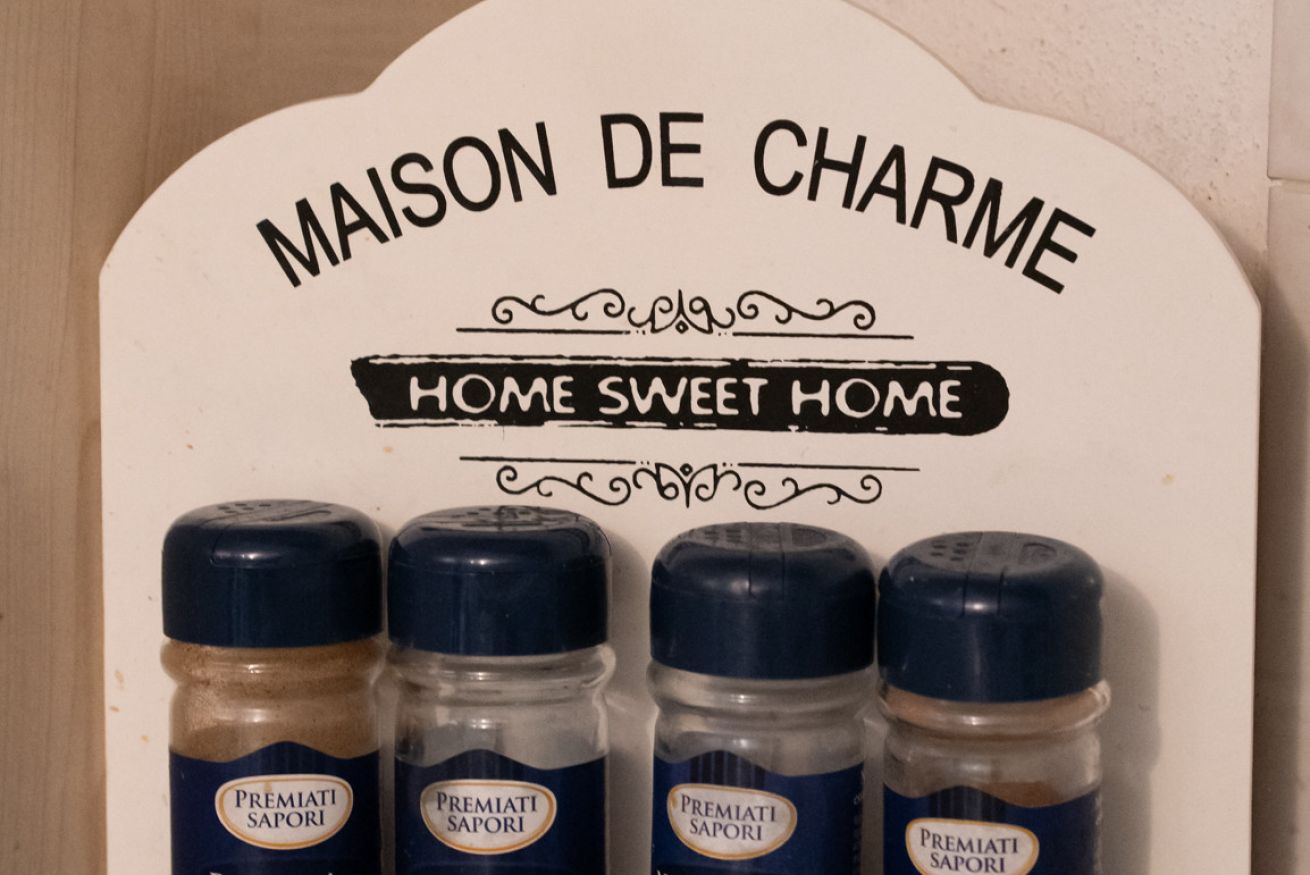 MAISON DE CHARME
HOME SWEET HOME
PREMIATI
SAPORI
PREMIATI
SAPORI
PREMIATI
SAPORI
PREMIATI
SAPORI